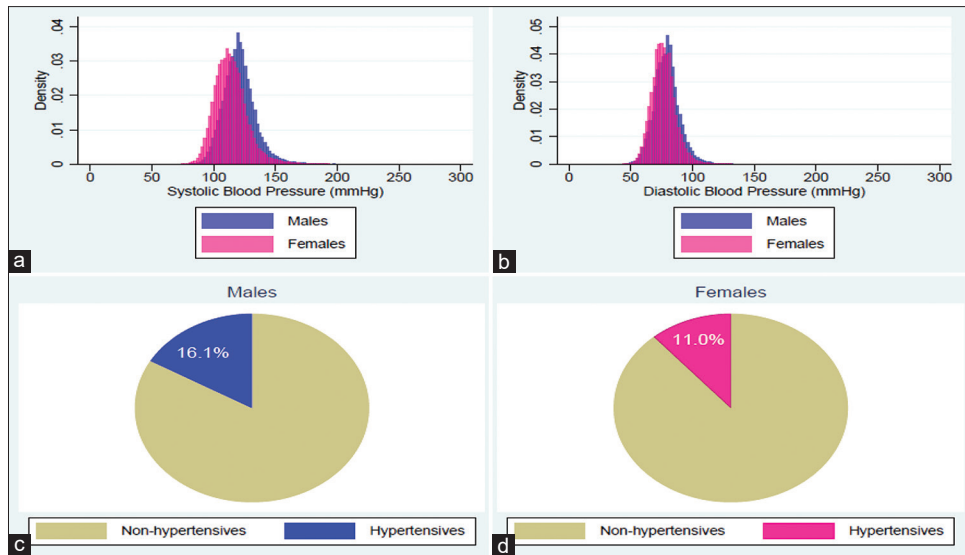 .04
.03
.02
.01
0
Density
0 50 100 150 200 250 300
Systolic Blood Pressure (mmHg)
Males
Females
a
.05
.04
.03
.02
.01
0
Density
0 50 100 150 200 250 300
Diastolic Blood Pressure (mmHg)
Males
Females
b
Males
16.1%
Non-hypertensives Hypertensives
c
Females
11.0%
Non-hypertensives Hypertensives
d